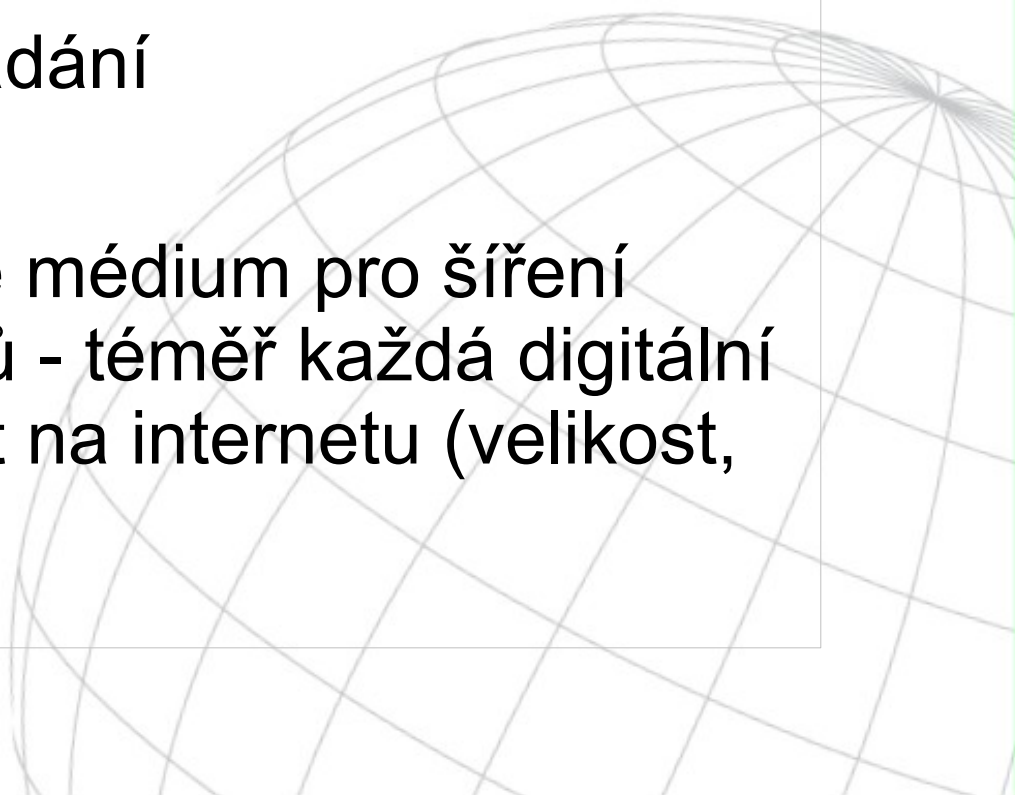 dání
médium pro šíření
- téměř každá digitální
na internetu (velikost,